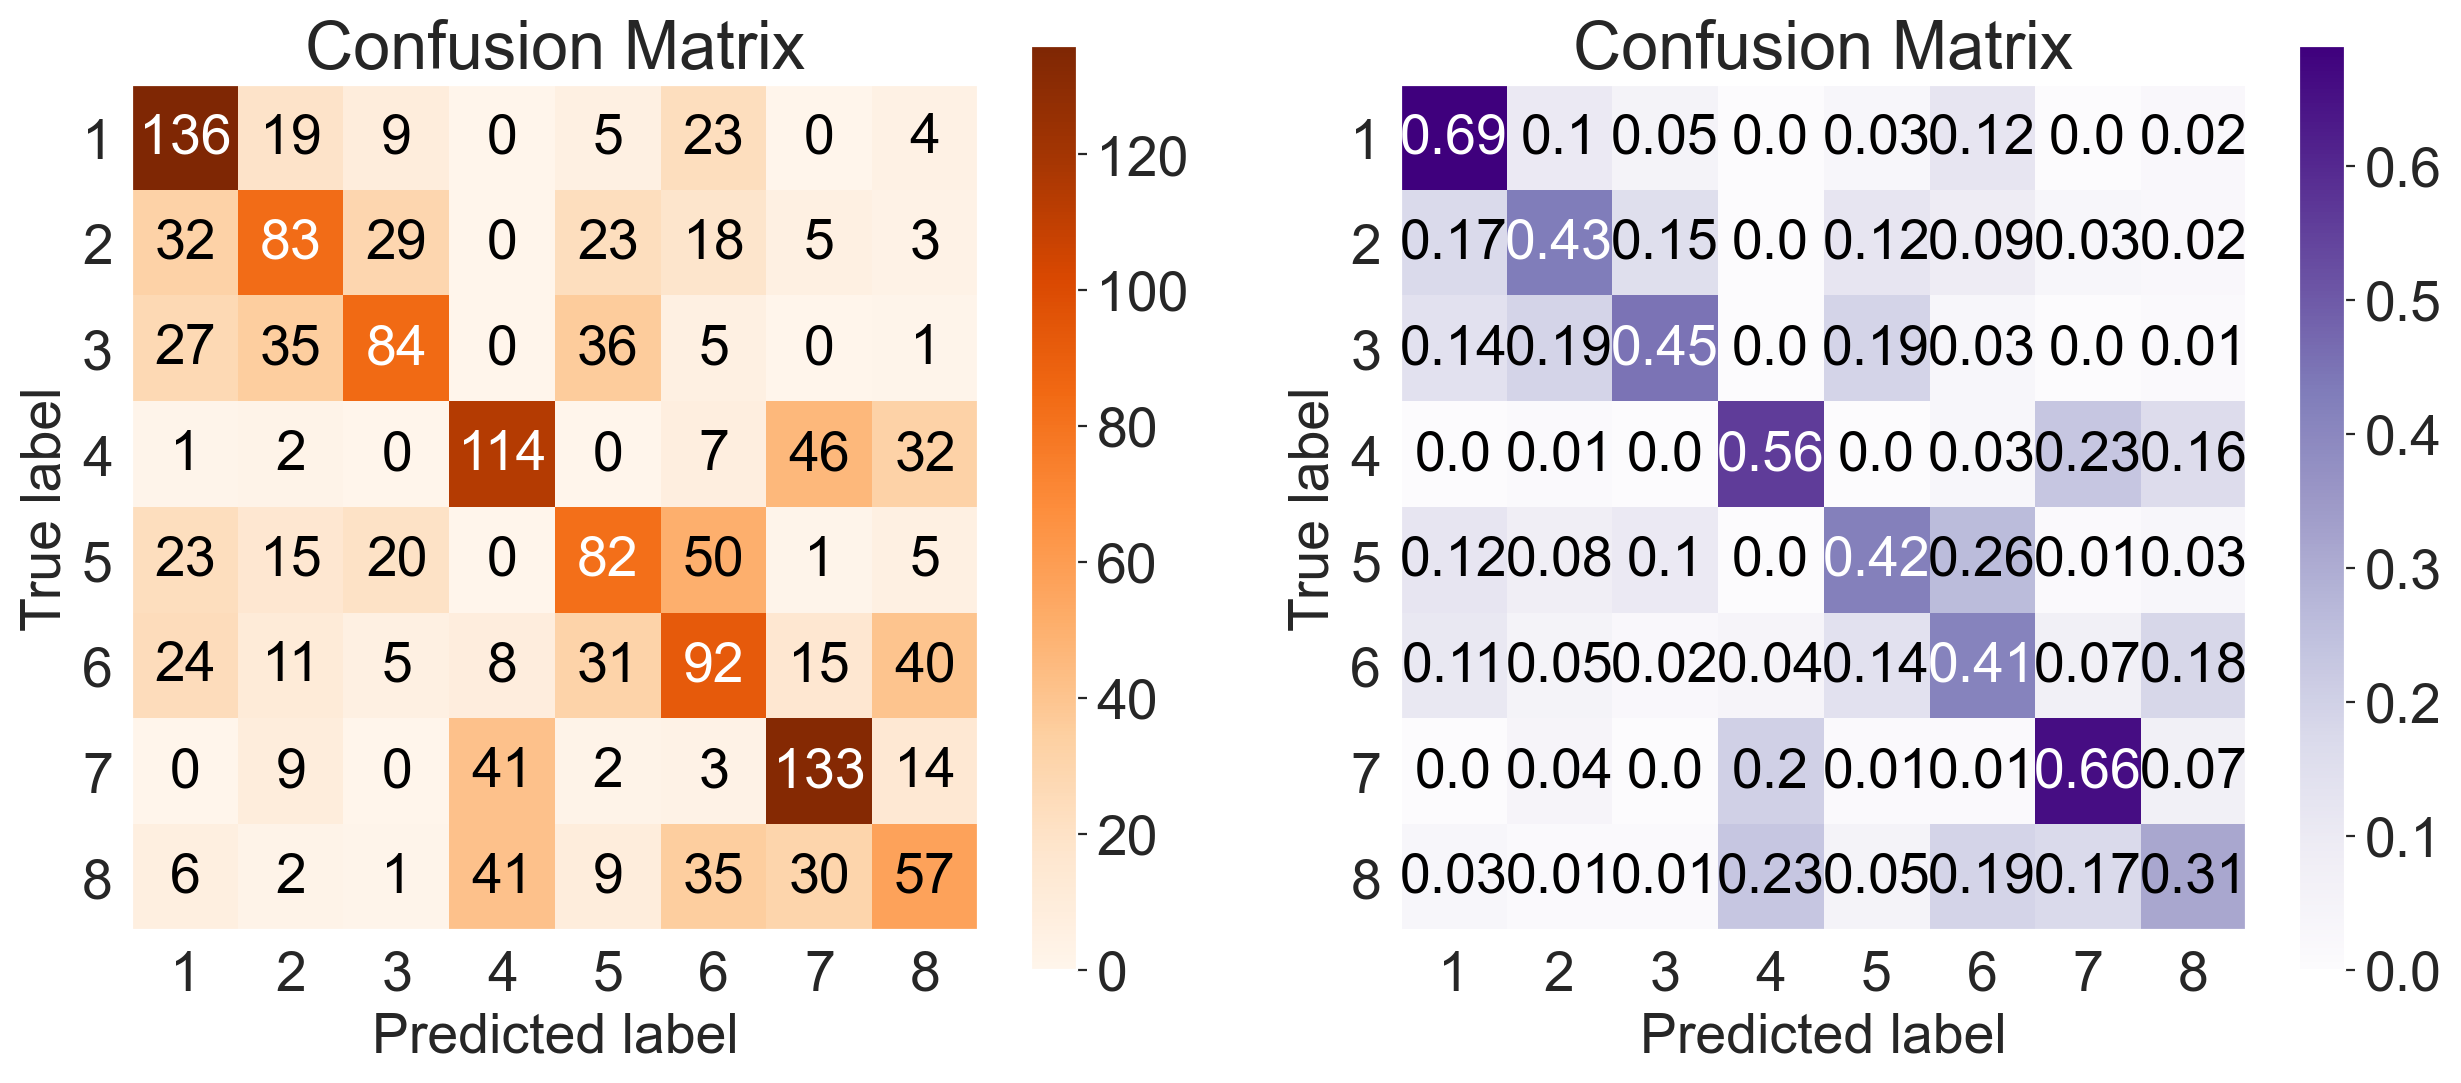 Confusion Matrix
1 136 19 9 0 5 23 0 4
2 32 83 29 0 23 18 5 3
3 27 35 84 0 36 5 0 1
4 1 2 0 114 0 7 46 32
5 23 15 20 0 82 50 1 5
6 24 11 5 8 31 92 15 40
7 0 9 0 41 2 3 133 14
8 6 2 1 41 9 35 30 57
1 2 3 4 5 6 7 8
Predicted label
True label
120
100
80
60
40
20
0
Confusion Matrix
1 0.69 0.1 0.05 0.0 0.03 0.12 0.0 0.02
2 0.17 0.43 0.15 0.0 0.12 0.09 0.03 0.02
3 0.14 0.19 0.45 0.0 0.19 0.03 0.0 0.01
4 0.0 0.01 0.0 0.56 0.0 0.03 0.23 0.16
5 0.12 0.08 0.1 0.0 0.42 0.26 0.01 0.03
6 0.11 0.05 0.02 0.04 0.14 0.41 0.07 0.18
7 0.0 0.04 0.0 0.2 0.01 0.01 0.66 0.07
8 0.03 0.01 0.01 0.23 0.05 0.19 0.17 0.31
1 2 3 4 5 6 7 8
Predicted label
True label
0.6
0.5
0.4
0.3
0.2
0.1
0.0